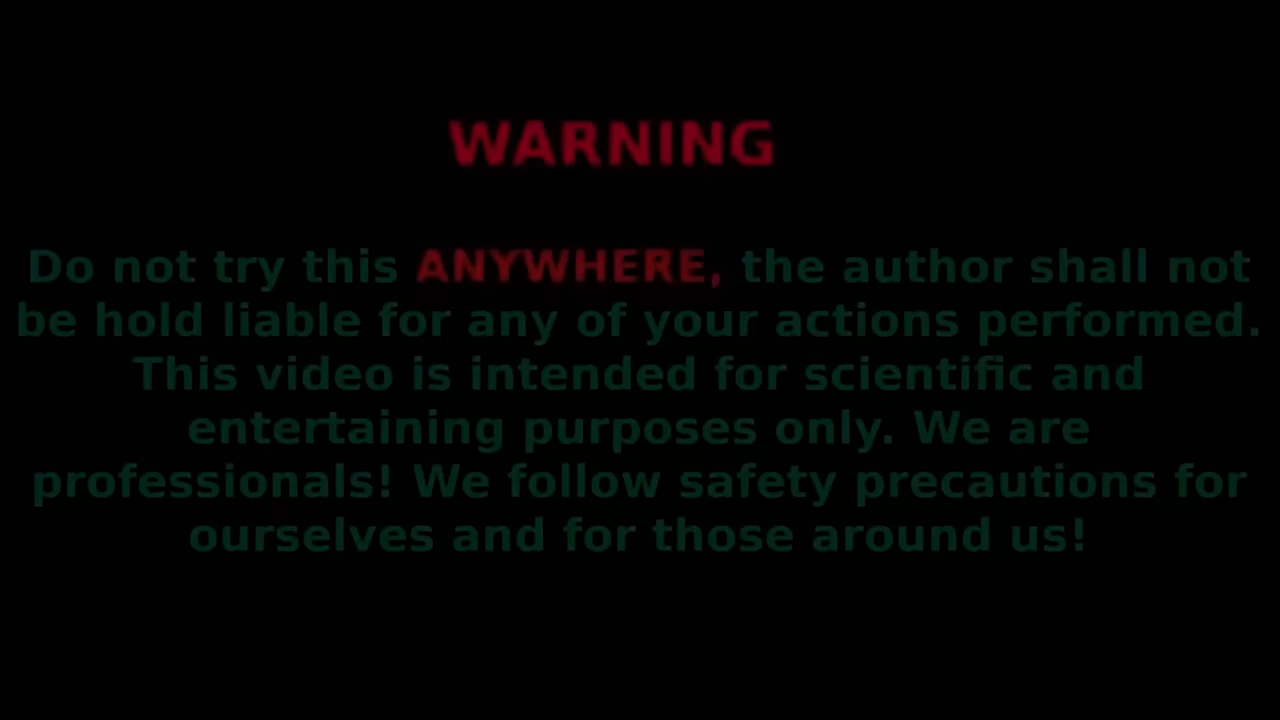 WARNING
Do not try this ANYWHERE, the author shall not
be hold liable for any of your actions performed.
This video is intended for scientific and
entertaining purposes only. We are
professionals! We follow safety precautions for
ourselves and for those around us!